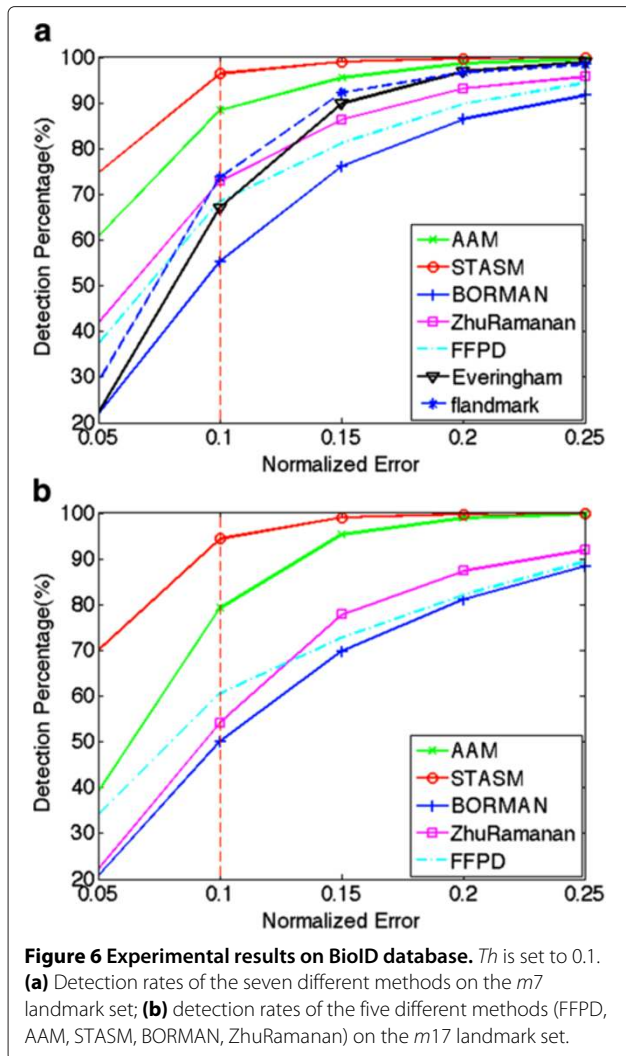 a
100
90
80
70
60
50
40
30
20
Detection Percentage(%)
AAM
STASM
BORMAN
ZhuRamanan
FFPD
Everingham
flandmark
0.05 0.1 0.15 0.2 0.25
Normalized Error
b
100
90
80
70
60
50
40
30
20
Detection Percentage(%)
AAM
STASM
BORMAN
ZhuRamanan
FFPD
0.05 0.1 0.15 0.2 0.25
Normalized Error
Figure 6 Experimental results on BioID database. Th is set to 0.1.
(a) Detection rates of the seven different methods on the m7
landmark set; (b) detection rates of the five different methods (FFPD,
AAM, STASM, BORMAN, ZhuRamanan) on the m17 landmark set.